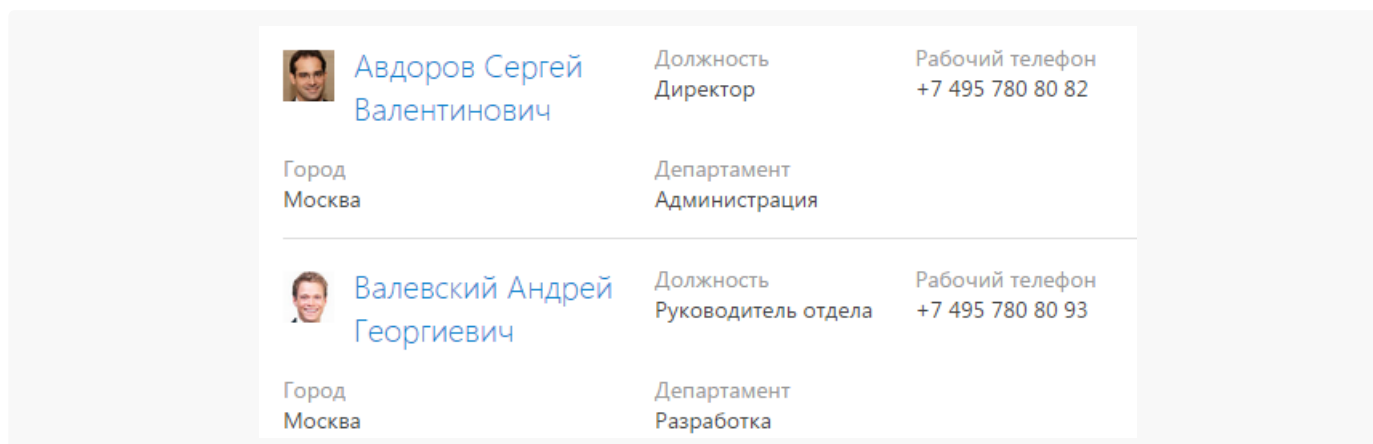 Авдоров Сергей
Валентинович
Должность
Директор
Рабочий телефон
+7 495 780 80 82
Город
Москва
Департамент
Администрация
Валевский Андрей
Георгиевич
Должность
Руководитель отдела
Рабочий телефон
+7 495 780 80 93
Город
Москва
Департамент
Разработка